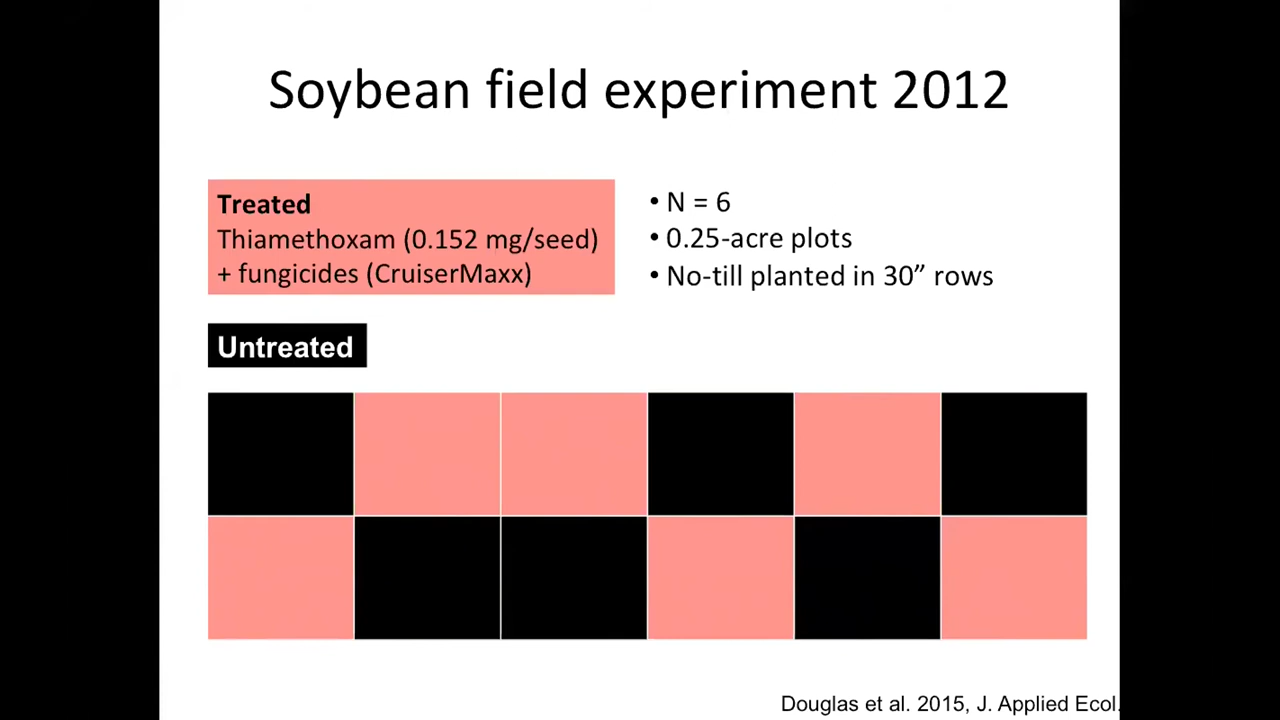 Soybean field experiment 2012
Treated
Thiamethoxam (0.152 mg/seed)
+ fungicides (CruiserMaxx)
• N = 6
• 0.25-acre plots
• No-till planted in 30” rows
Untreated
Douglas et al. 2015, J. Applied Ecol.